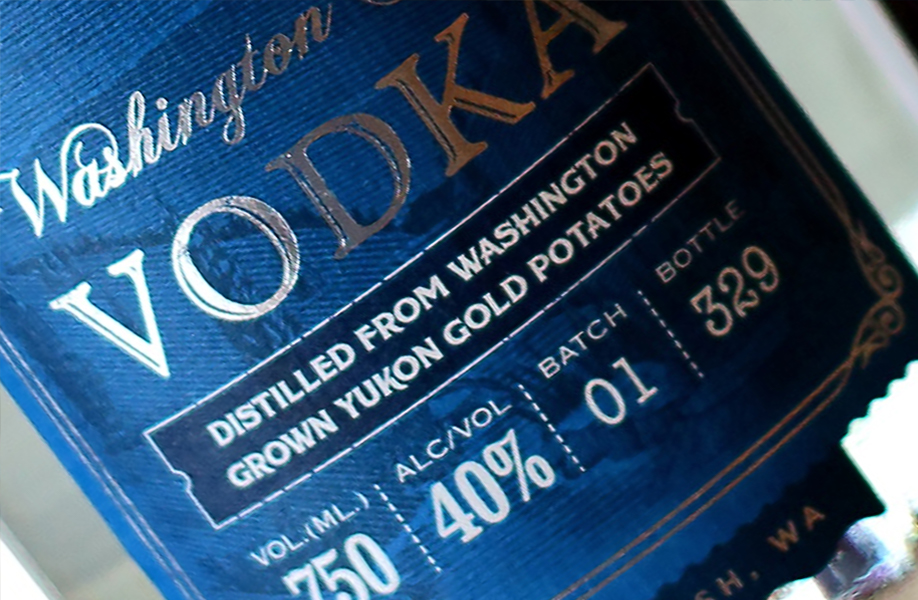 Washington
VODKA
DISTILLED FROM WASHINGTON
GROWN YUKON GOLD POTATOES
VOL.(ML.) ALC/VOL BATCH BOTTLE
750 40% 01 329
WA